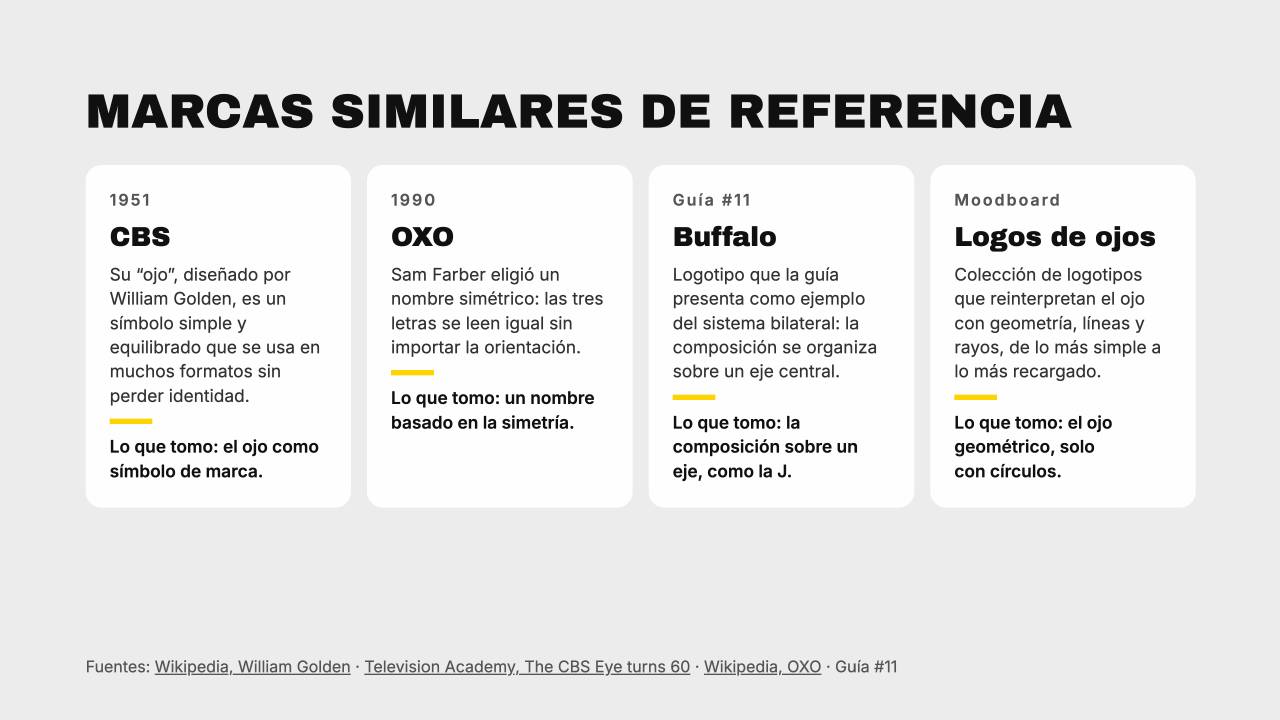 MARCAS SIMILARES DE REFERENCIA
1951
CBS
Su “ojo”, diseñado por
William Golden, es un
símbolo simple y
equilibrado que se usa en
muchos formatos sin
perder identidad.
Lo que tomo: el ojo como
símbolo de marca.
1990
OXO
Sam Farber eligió un
nombre simétrico: las tres
letras se leen igual sin
importar la orientación.
Lo que tomo: un nombre
basado en la simetría.
Guía #11
Buffalo
Logotipo que la guía
presenta como ejemplo
del sistema bilateral: la
composición se organiza
sobre un eje central.
Lo que tomo: la
composición sobre un
eje, como la J.
Moodboard
Logos de ojos
Colección de logotipos
que reinterpretan el ojo
con geometría, líneas y
rayos, de lo más simple a
lo más recargado.
Lo que tomo: el ojo
geométrico, solo
con círculos.
Fuentes: Wikipedia, William Golden · Television Academy, The CBS Eye turns 60 · Wikipedia, OXO · Guía #11